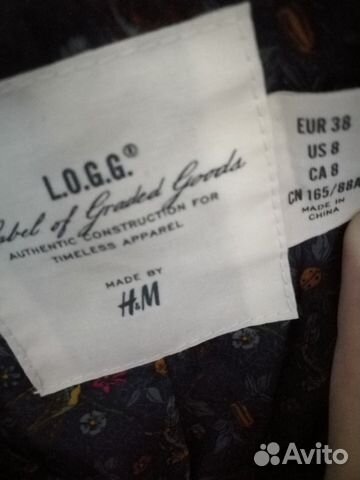 L.O.G.G.®
Label of Graded Goods
AUTHENTIC CONSTRUCTION FOR
TIMELESS APPAREL
MADE BY
H&M
EUR 38
US 8
CA 8
CN 165/88A
MADE IN
CHINA
Avito